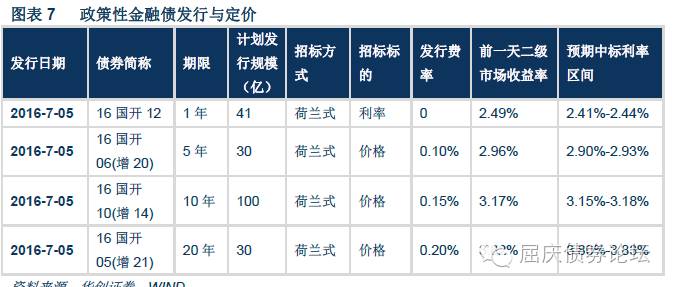 图表 7 政策性金融债发行与定价
发行日期 债券简称 期限 计划发行规模（亿） 招标方式 招标标的 发行费率 前一天二级市场收益率 预期中标利率区间
2016-7-05 16 国开 12 1 年 41 荷兰式 利率 0 2.49% 2.41%-2.44%
2016-7-05 16 国开 06(增 20) 5 年 30 荷兰式 价格 0.10% 2.96% 2.90%-2.93%
2016-7-05 16 国开 10(增 14) 10 年 100 荷兰式 价格 0.15% 3.17% 3.15%-3.18%
2016-7-05 16 国开 05(增 21) 20 年 30 荷兰式 价格 0.20%
屈庆债券论坛
资料来源 华创证券 WIND